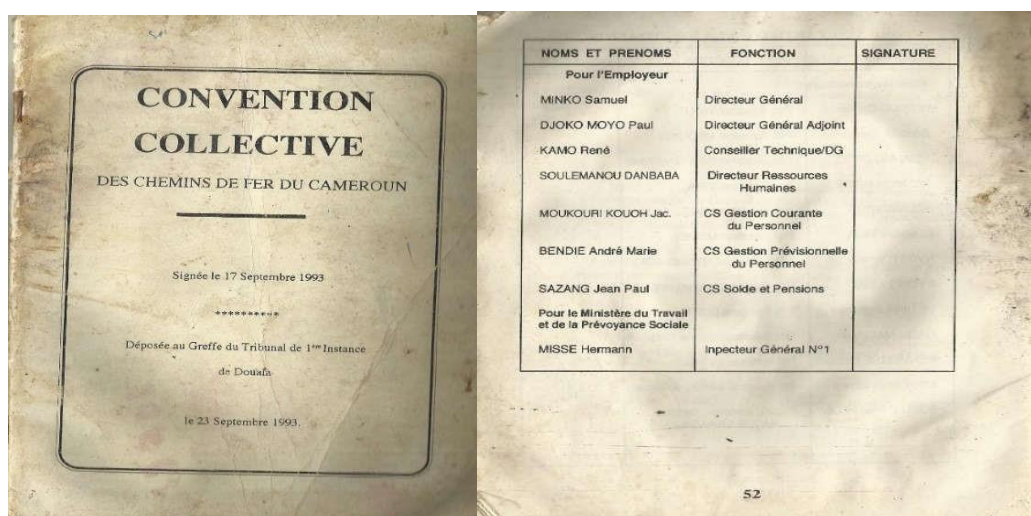 CONVENTION
COLLECTIVE
DES CHEMINS DE FER DU CAMEROUN
Signée le 17 Septembre 1993
**********
Déposée au Greffe du Tribunal de 1ère Instance
de Douala
le 23 Septembre 1993.
NOMS ET PRENOMS FONCTION SIGNATURE
Pour l'Employeur
MINKO Samuel Directeur Général
DJOKO MOYO Paul Directeur Général Adjoint
KAMO René Conseiller Technique/DG
SOULEMANOU DANBABA Directeur Ressources
Humaines
MOUKOURI KOUOH Jac. CS Gestion Courante
du Personnel
BENDIE André Marie CS Gestion Prévisionnelle
du Personnel
SAZANG Jean Paul CS Solde et Pensions
Pour le Ministère du Travail
et de la Prévoyance Sociale
MISSE Hermann Inpecteur Général N°1
52